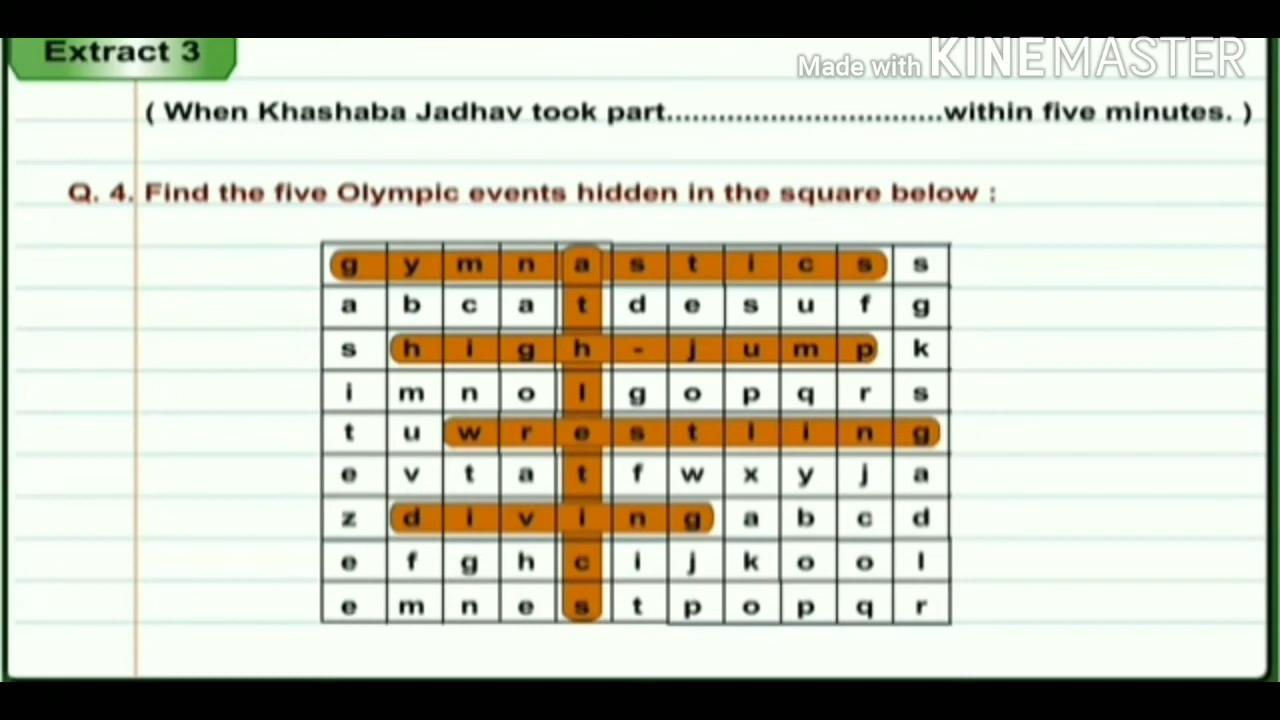 Extract 3
Made with KINEMASTER
( When Khashaba Jadhav took part................................within five minutes. )
Q. 4. Find the five Olympic events hidden in the square below :
g y m n a s t i c s s
a b c a t d e s u f g
s h i g h - j u m p k
i m n o l g o p q r s
t u w r e s t l i n g
e v t a t f w x y j a
z d i v i n g a b c d
e f g h c i j k o o l
e m n e s t p o p q r